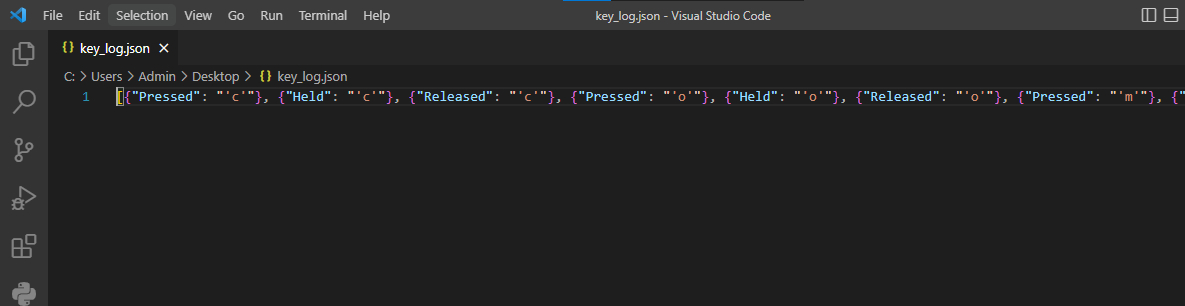 File Edit Selection View Go Run Terminal Help key_log.json - Visual Studio Code
{} key_log.json ×
C: > Users > Admin > Desktop > {} key_log.json
1 [{"Pressed": "'c'"}, {"Held": "'c'"}, {"Released": "'c'"}, {"Pressed": "'o'"}, {"Held": "'o'"}, {"Released": "'o'"}, {"Pressed": "'m'"}, {"